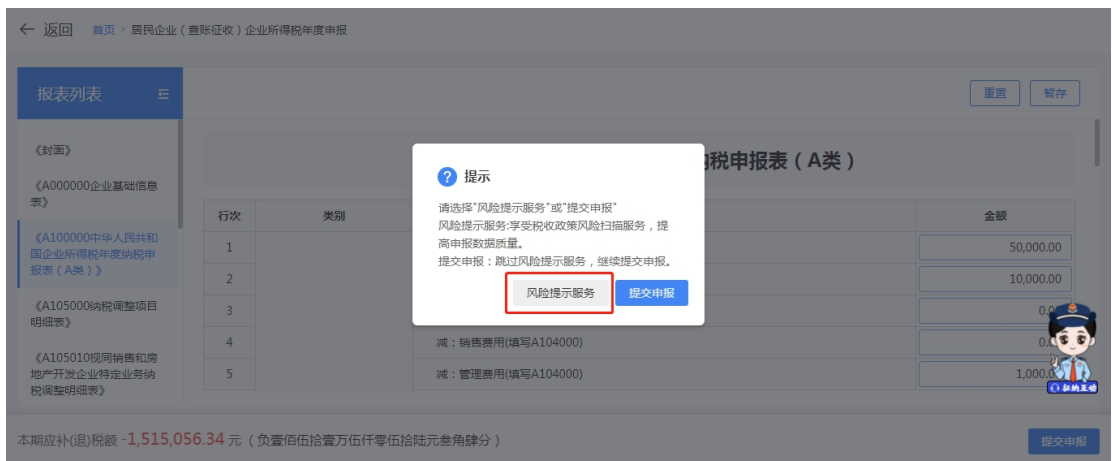 ← 返回 首页 > 居民企业（查账征收）企业所得税年度申报
报表列表
重置 暂存
《封面》
《A000000企业基础信息
表》
《A100000中华人民共和
国企业所得税年度纳税申
报表（A类）》
《A105000纳税调整项目
明细表》
《A105010视同销售和房
地产开发企业特定业务纳
税调整明细表》
税申报表（A类）
行次 类别 金额
1 50,000.00
2 10,000.00
3
4 减：销售费用(填写A104000)
5 减：管理费用(填写A104000) 1,000.0
提示
请选择"风险提示服务"或"提交申报"
风险提示服务:享受税收政策风险扫描服务，提
高申报数据质量。
提交申报：跳过风险提示服务，继续提交申报。
风险提示服务 提交申报
征纳互动
本期应补(退)税额 -1,515,056.34 元（负壹佰伍拾壹万伍仟零伍拾陆元叁角肆分） 提交申报